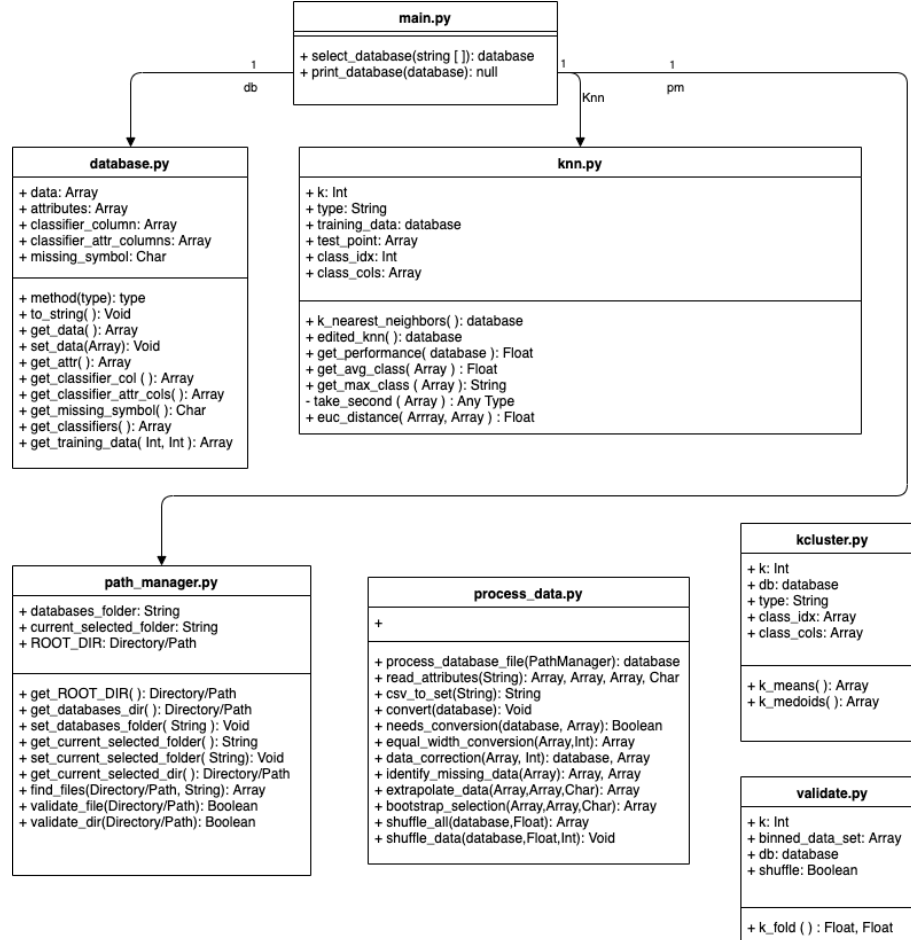 main.py
+ select_database(string [ ]): database
+ print_database(database): null
1
db
1
Knn
1
pm
database.py
+ data: Array
+ attributes: Array
+ classifier_column: Array
+ classifier_attr_columns: Array
+ missing_symbol: Char
+ method(type): type
+ to_string( ): Void
+ get_data( ): Array
+ set_data(Array): Void
+ get_attr( ): Array
+ get_classifier_col ( ): Array
+ get_classifier_attr_cols( ): Array
+ get_missing_symbol( ): Char
+ get_classifiers( ): Array
+ get_training_data( Int, Int ): Array
knn.py
+ k: Int
+ type: String
+ training_data: database
+ test_point: Array
+ class_idx: Int
+ class_cols: Array
+ k_nearest_neighbors( ): database
+ edited_knn( ): database
+ get_performance( database ): Float
+ get_avg_class( Array ) : Float
+ get_max_class ( Array ): String
- take_second ( Array ) : Any Type
+ euc_distance( Arrray, Array ) : Float
path_manager.py
+ databases_folder: String
+ current_selected_folder: String
+ ROOT_DIR: Directory/Path
+ get_ROOT_DIR( ): Directory/Path
+ get_databases_dir( ): Directory/Path
+ set_databases_folder( String ): Void
+ get_current_selected_folder( ): String
+ set_current_selected_folder( String): Void
+ get_current_selected_dir( ): Directory/Path
+ find_files(Directory/Path, String): Array
+ validate_file(Directory/Path): Boolean
+ validate_dir(Directory/Path): Boolean
process_data.py
+
+ process_database_file(PathManager): database
+ read_attributes(String): Array, Array, Array, Char
+ csv_to_set(String): String
+ convert(database): Void
+ needs_conversion(database, Array): Boolean
+ equal_width_conversion(Array,Int): Array
+ data_correction(Array, Int): database, Array
+ identify_missing_data(Array): Array, Array
+ extrapolate_data(Array,Array,Char): Array
+ bootstrap_selection(Array,Array,Char): Array
+ shuffle_all(database,Float): Array
+ shuffle_data(database,Float,Int): Void
kcluster.py
+ k: Int
+ db: database
+ type: String
+ class_idx: Array
+ class_cols: Array
+ k_means( ): Array
+ k_medoids( ): Array
validate.py
+ k: Int
+ binned_data_set: Array
+ db: database
+ shuffle: Boolean
+ k_fold ( ) : Float, Float